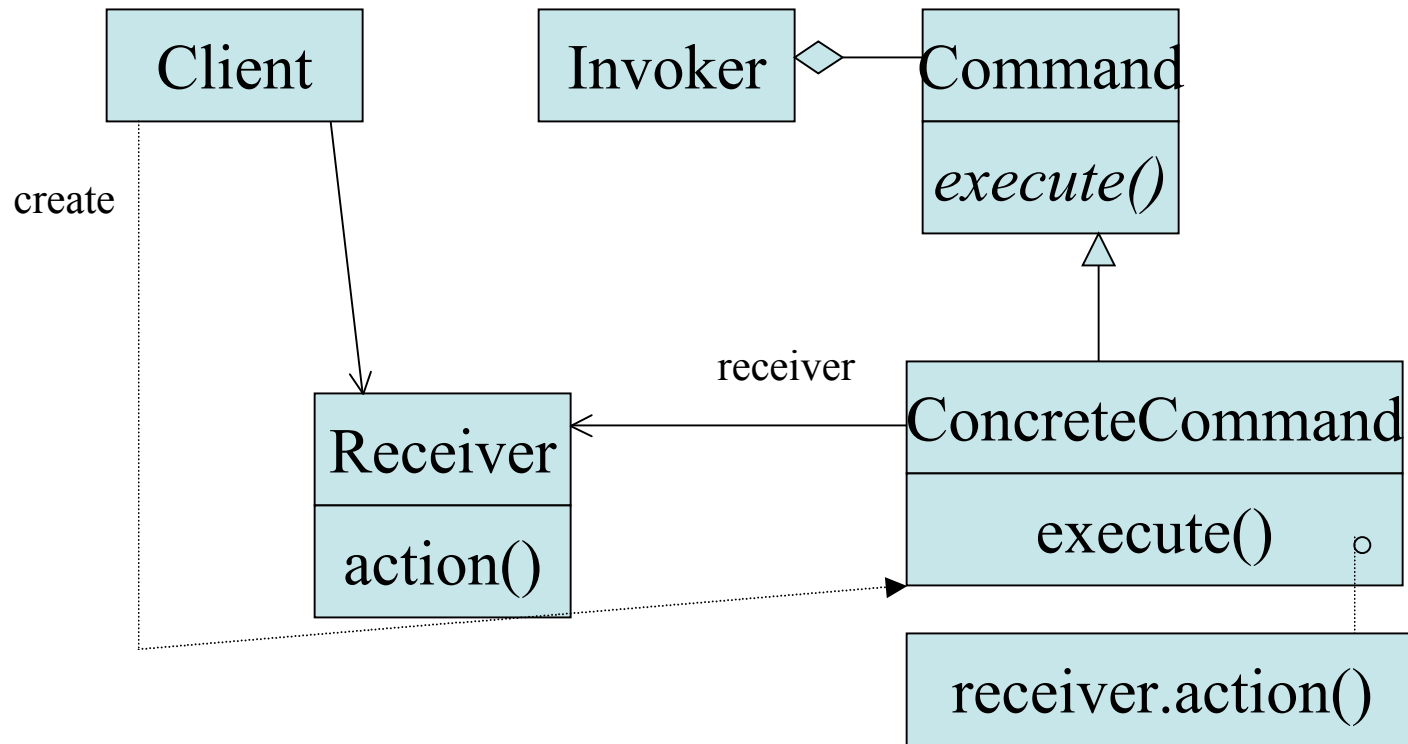 Client
Invoker
Command
execute()
create
receiver
Receiver
action()
ConcreteCommand
execute()
receiver.action()